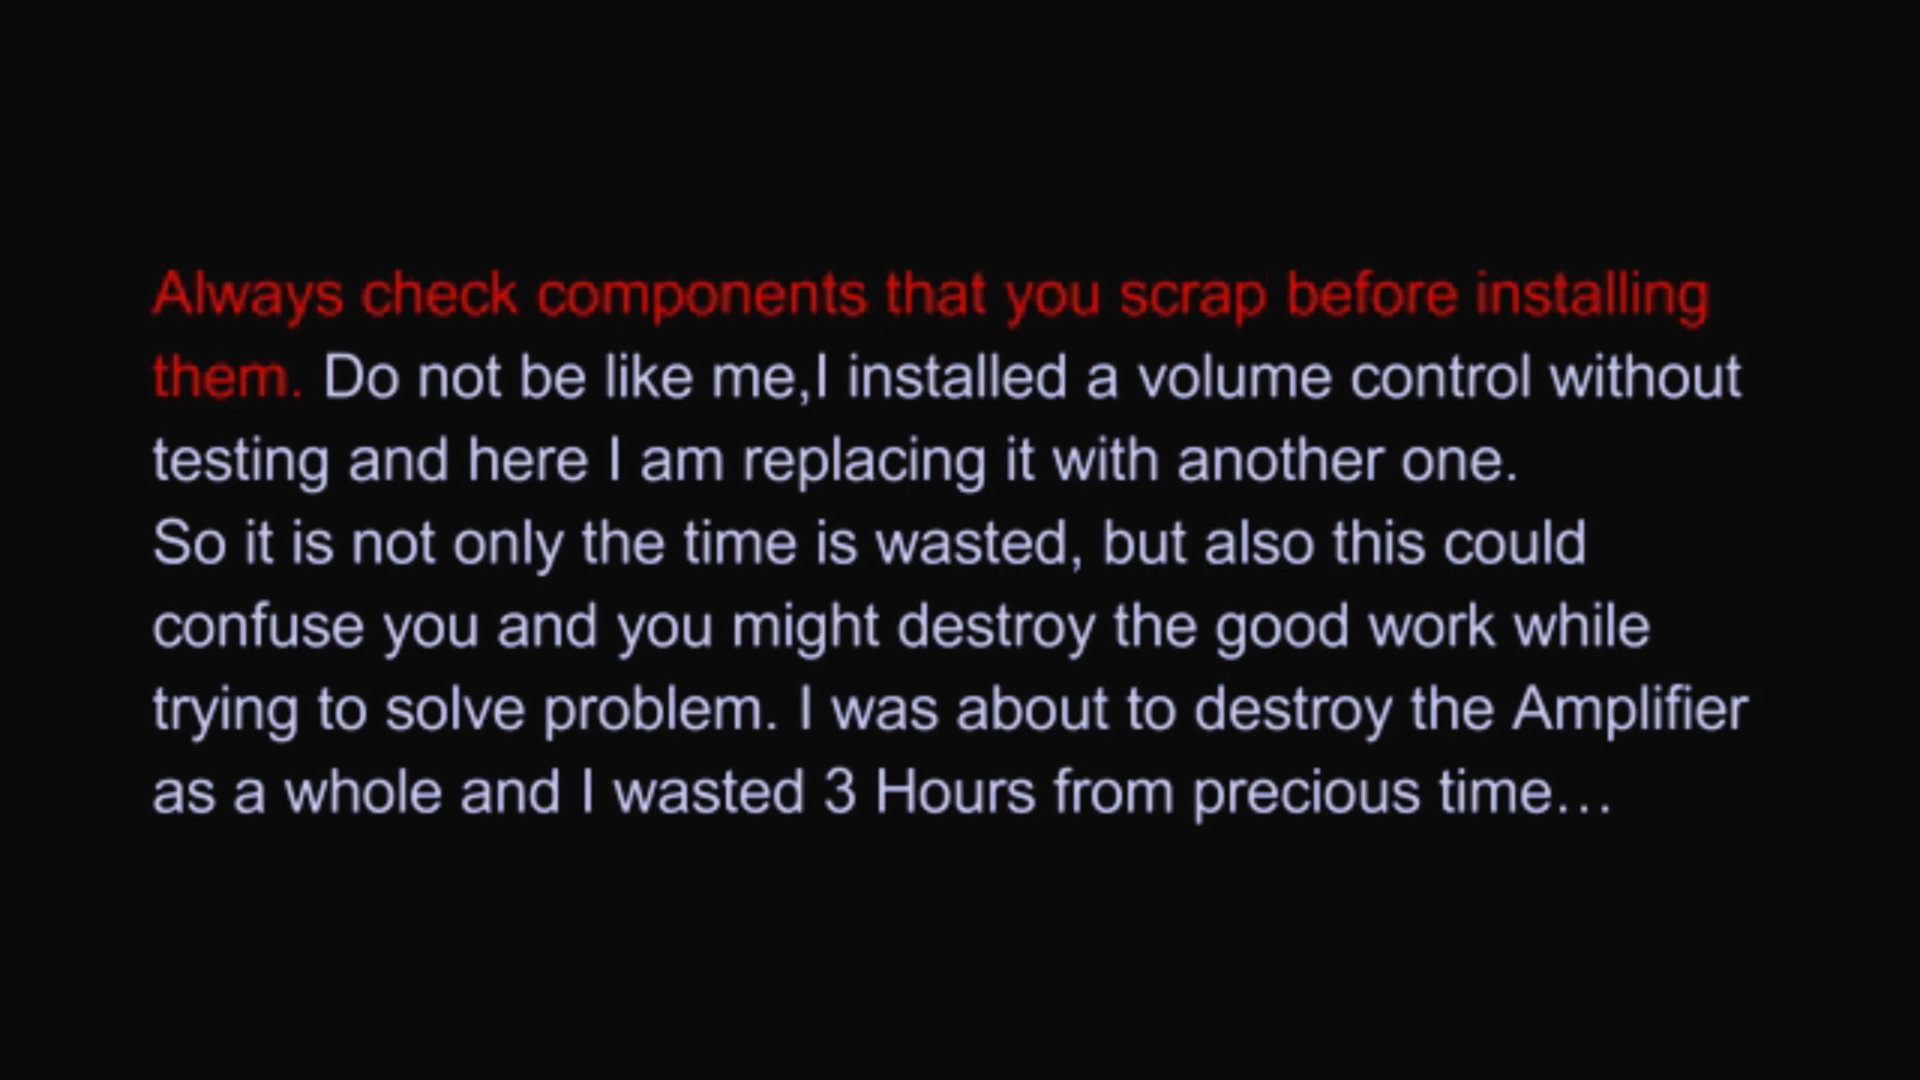 Always check components that you scrap before installing
them. Do not be like me,I installed a volume control without
testing and here I am replacing it with another one.
So it is not only the time is wasted, but also this could
confuse you and you might destroy the good work while
trying to solve problem. I was about to destroy the Amplifier
as a whole and I wasted 3 Hours from precious time…